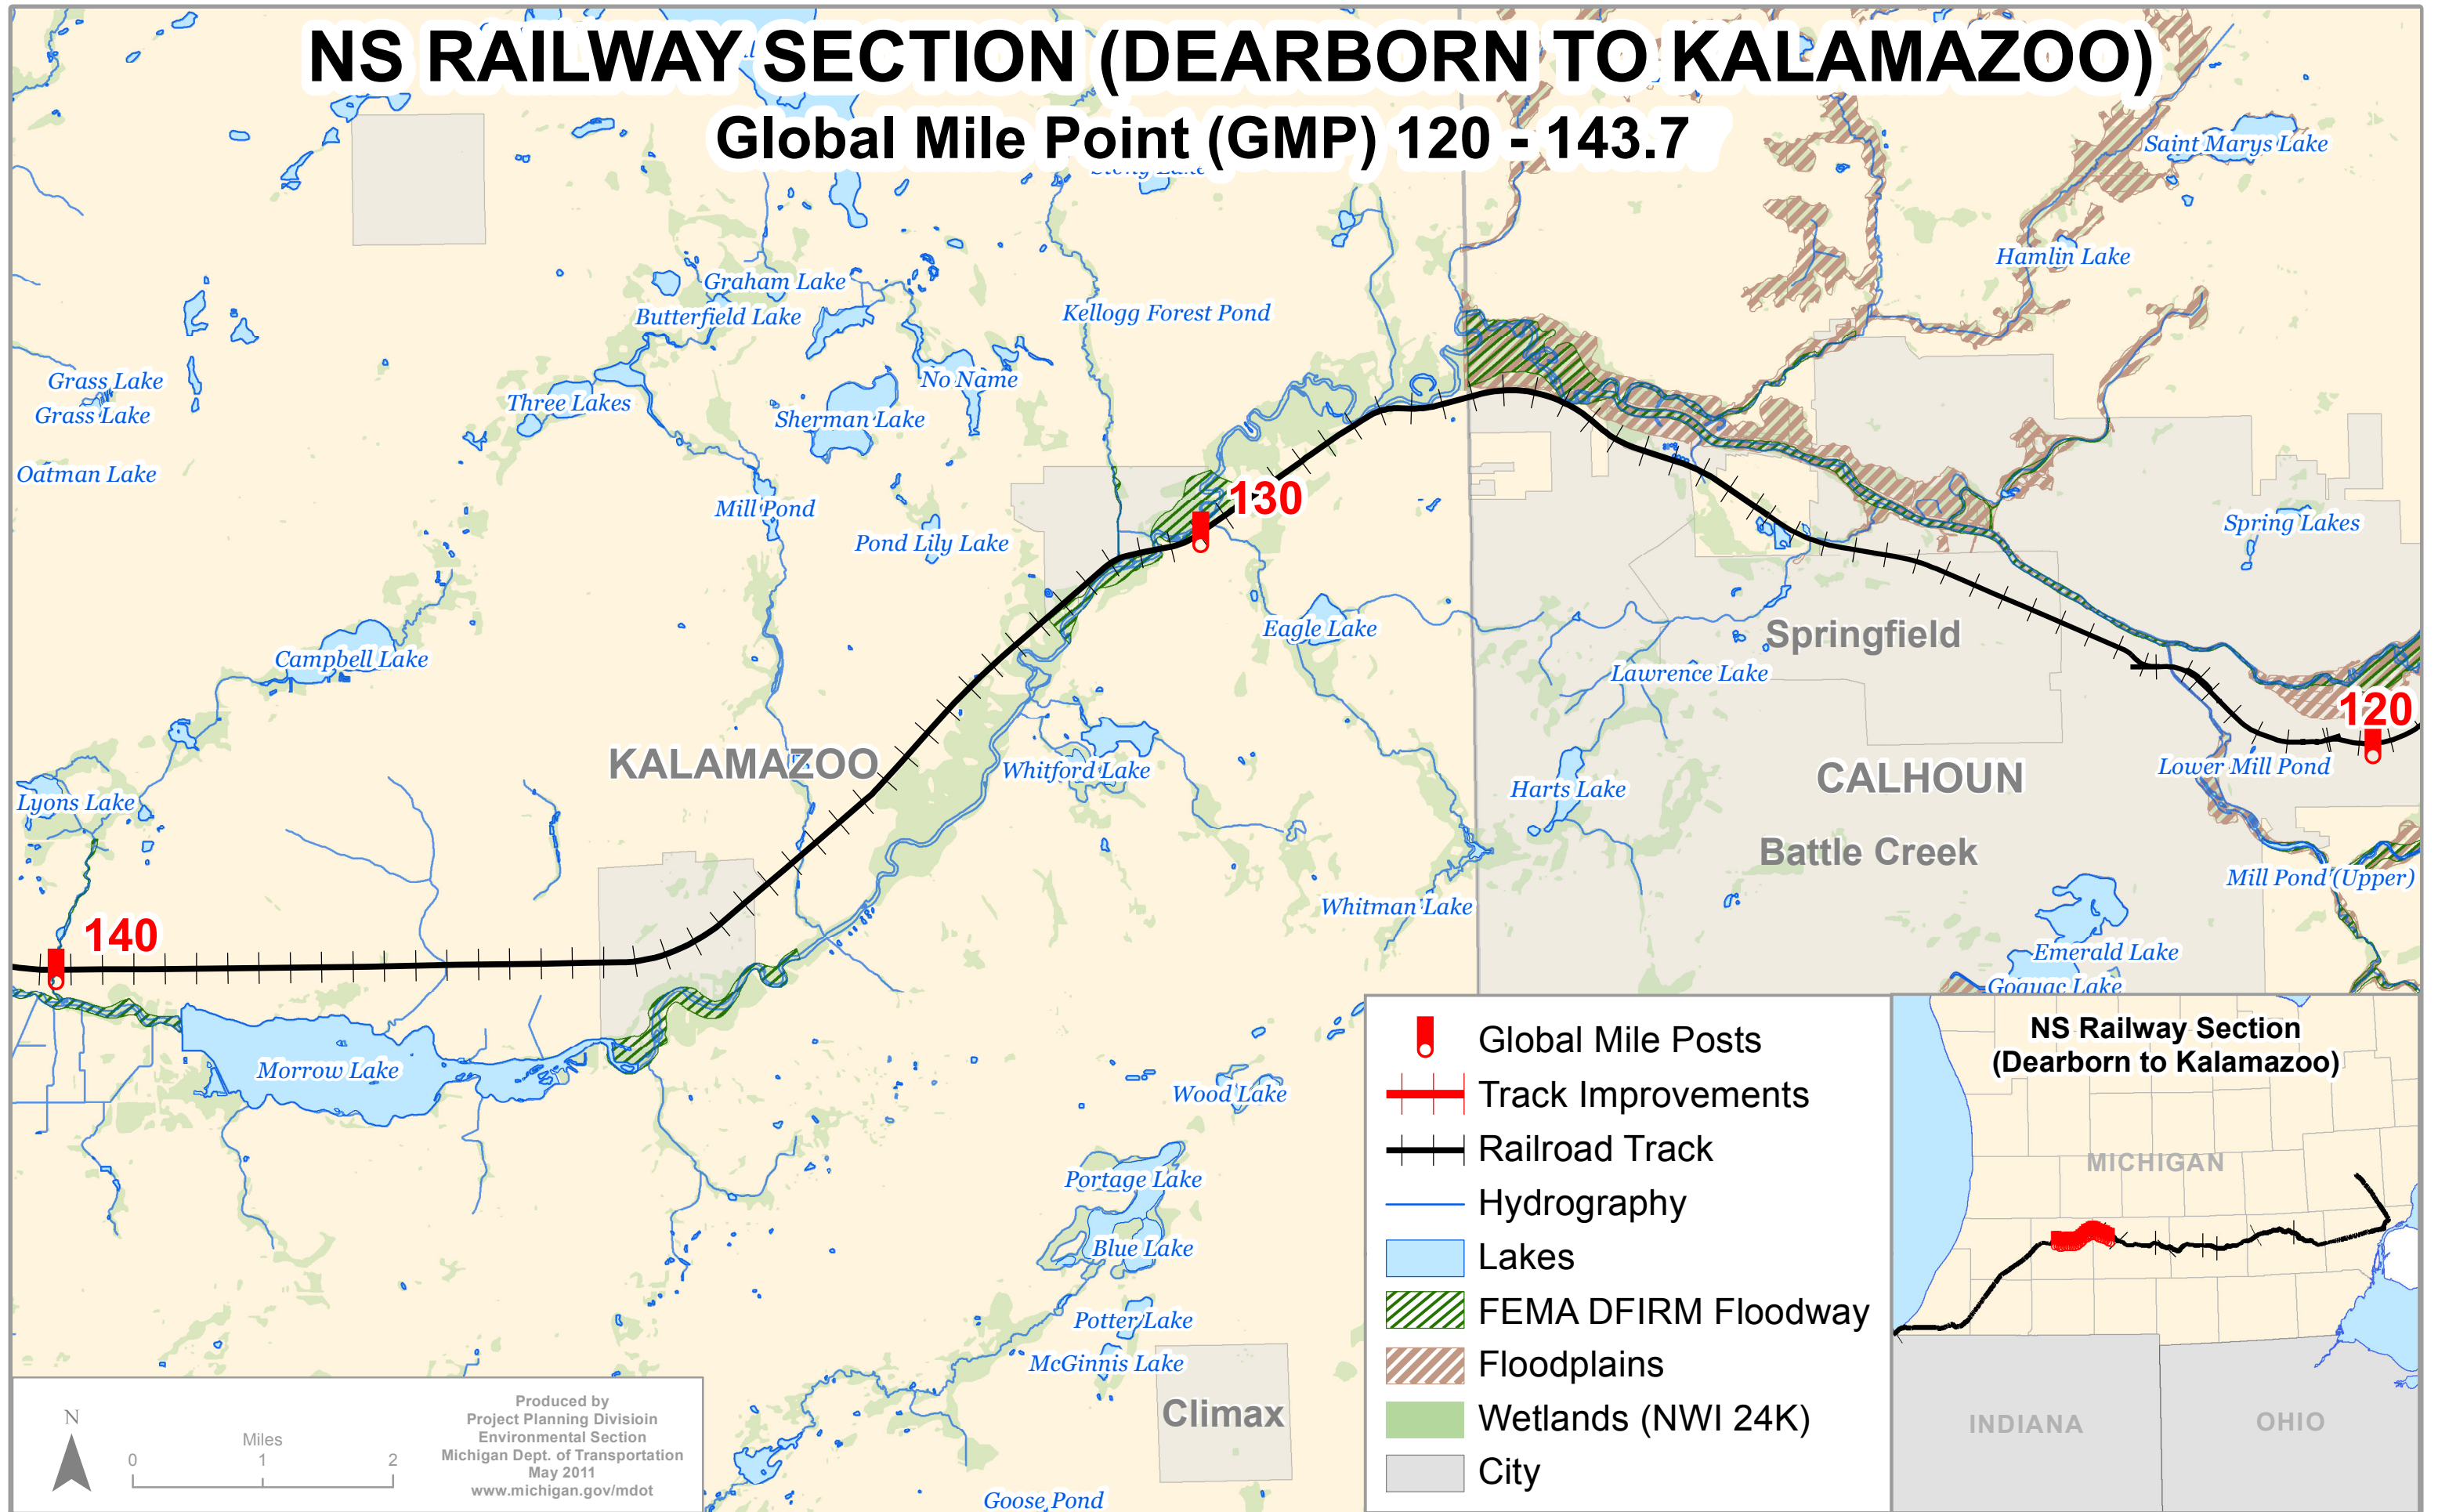 NS RAILWAY SECTION (DEARBORN TO KALAMAZOO)
Global Mile Point (GMP) 120 - 143.7
Saint Marys Lake
Stony Lake
Hamlin Lake
Graham Lake
Butterfield Lake
Kellogg Forest Pond
Grass Lake
Grass Lake
Three Lakes
No Name
Sherman Lake
Oatman Lake
Mill Pond
Pond Lily Lake
130
Spring Lakes
Eagle Lake
Springfield
Campbell Lake
Lawrence Lake
120
KALAMAZOO
Whitford Lake
Lower Mill Pond
CALHOUN
Harts Lake
Lyons Lake
Battle Creek
Mill Pond (Upper)
Whitman Lake
140
Emerald Lake
Goguac Lake
Morrow Lake
Wood Lake
Portage Lake
Blue Lake
Potter Lake
McGinnis Lake
Climax
Goose Pond
Global Mile Posts
Track Improvements
Railroad Track
Hydrography
Lakes
FEMA DFIRM Floodway
Floodplains
Wetlands (NWI 24K)
City
NS Railway Section
(Dearborn to Kalamazoo)
MICHIGAN
INDIANA
OHIO
N
Miles
0 1 2
Produced by
Project Planning Divisioin
Environmental Section
Michigan Dept. of Transportation
May 2011
www.michigan.gov/mdot